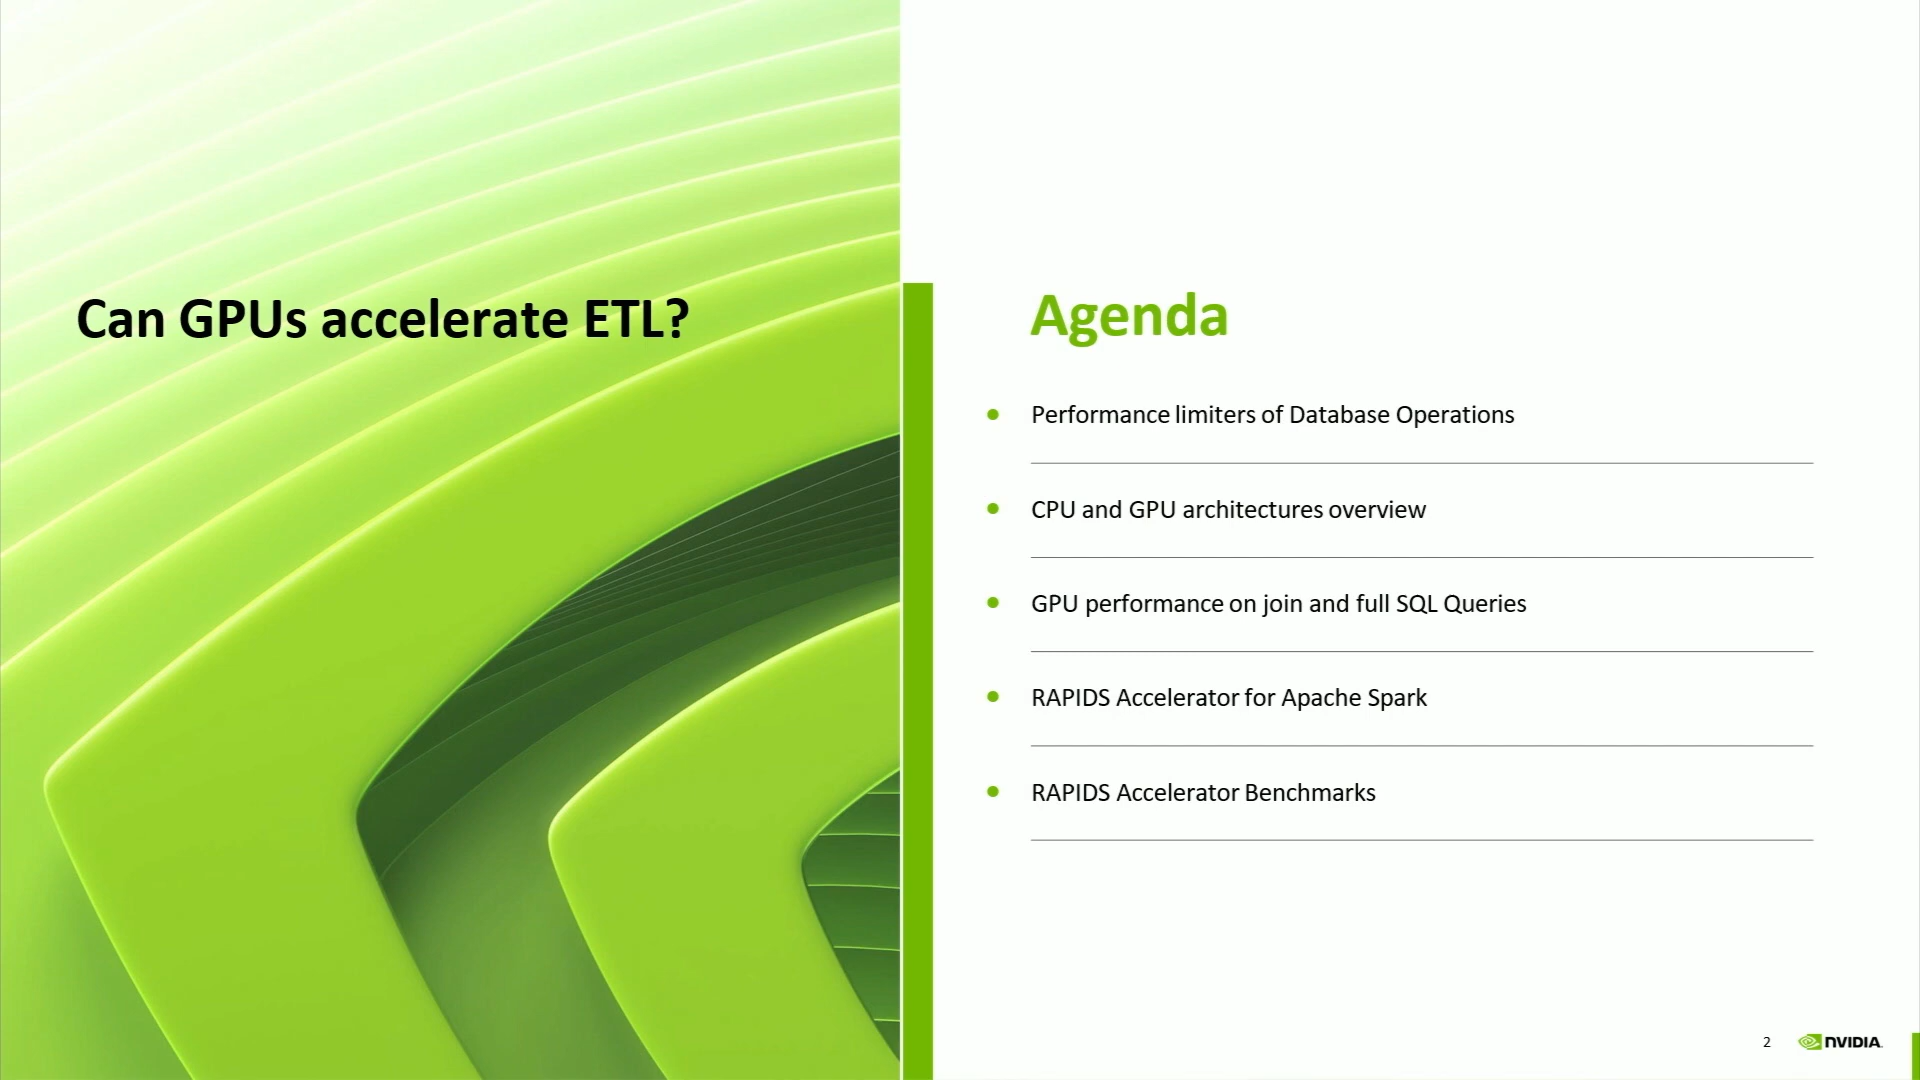 Can GPUs accelerate ETL?
Agenda
Performance limiters of Database Operations
CPU and GPU architectures overview
GPU performance on join and full SQL Queries
RAPIDS Accelerator for Apache Spark
RAPIDS Accelerator Benchmarks
2
NVIDIA.